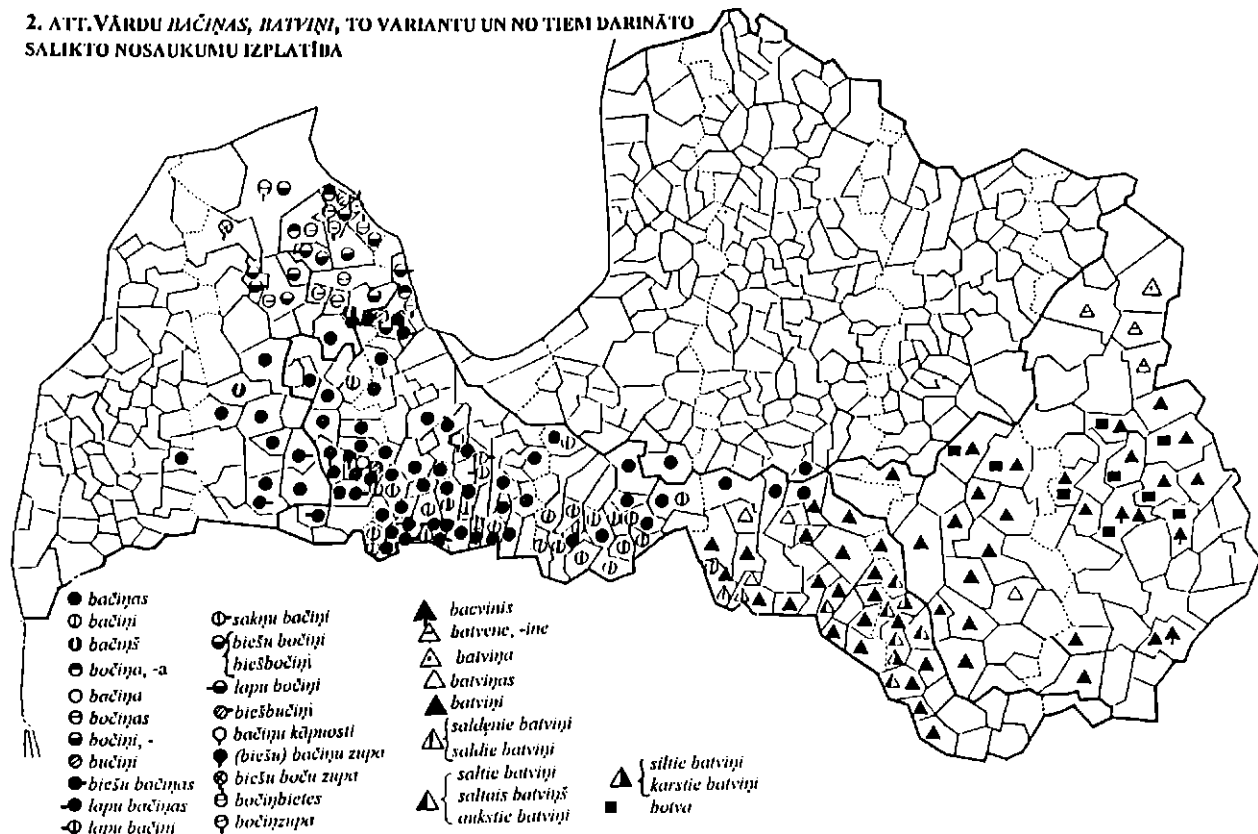 2. ATT. VĀRDU BAČIŅAS, BATVIŅI, TO VARIANTU UN NO TIEM DARINĀTO
SALIKTO NOSAUKUMU IZPLATĪBA
bačiņas
bačiņi
bačiņš
bočiņa, -a
bačiņa
bočiņas
bočiņi, -
bučiņi
biešu bačiņas
lapu bačiņas
lapu bačiņi
sakņu bačiņi
biešu bočiņi
biešbočiņi
lapu bočiņi
biešbučiņi
bačiņu kāpuosti
(biešu) bačiņu zupa
biešu boču zupa
bočiņbietes
bočiņzupa
bacvinis
batvene, -ine
batviņa
batviņas
batviņi
saldenie batviņi
saldie batviņi
saltie batviņi
saltais batviņš
aukstie batviņi
siltie batviņi
karstie batviņi
botva